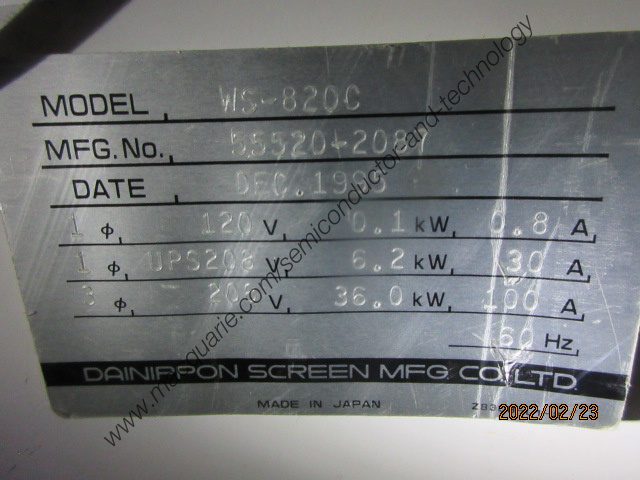 MODEL WS-820C
MFG. No. 55520-2087
DATE DEC.1995
1 φ, 120 V, 0.1 kW, 0.8 A,
1 φ, UPS208 V, 6.2 kW, 30 A,
3 φ, 208 V, 36.0 kW, 100 A,
60 Hz,
DAINIPPON SCREEN MFG. CO., LTD.
MADE IN JAPAN
2022/02/23
www.macquarie.com/semiconductor-and-technology